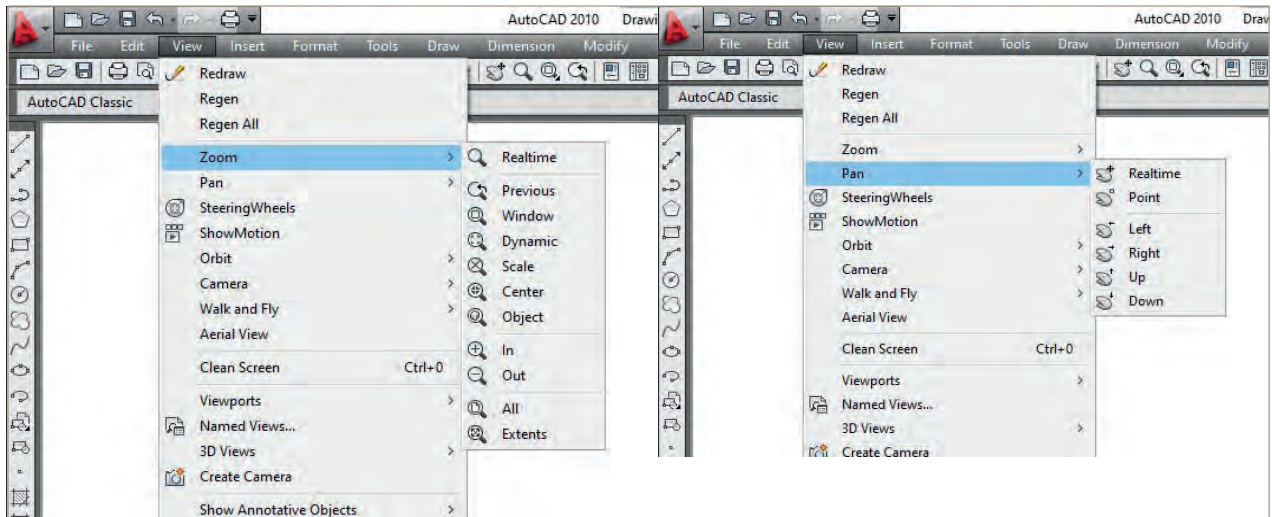 AutoCAD 2010 Drawi
File Edit View Insert Format Tools Draw Dimension Modify
AutoCAD Classic
Redraw
Regen
Regen All
Zoom
Pan
SteeringWheels
ShowMotion
Orbit
Camera
Walk and Fly
Aerial View
Clean Screen Ctrl+0
Viewports
Named Views...
3D Views
Create Camera
Show Annotative Objects
Realtime
Previous
Window
Dynamic
Scale
Center
Object
In
Out
All
Extents
AutoCAD 2010 Drav
File Edit View Insert Format Tools Draw Dimension Modify
AutoCAD Classic
Redraw
Regen
Regen All
Zoom
Pan
SteeringWheels
ShowMotion
Orbit
Camera
Walk and Fly
Aerial View
Clean Screen Ctrl+0
Viewports
Named Views...
3D Views
Create Camera
Realtime
Point
Left
Right
Up
Down